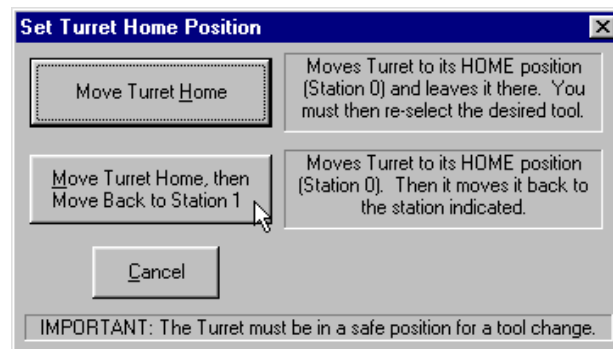 Set Turret Home Position
Move Turret Home
Moves Turret to its HOME position
(Station 0) and leaves it there. You
must then re-select the desired tool.
Move Turret Home, then
Move Back to Station 1
Moves Turret to its HOME position
(Station 0). Then it moves it back to
the station indicated.
Cancel
IMPORTANT: The Turret must be in a safe position for a tool change.